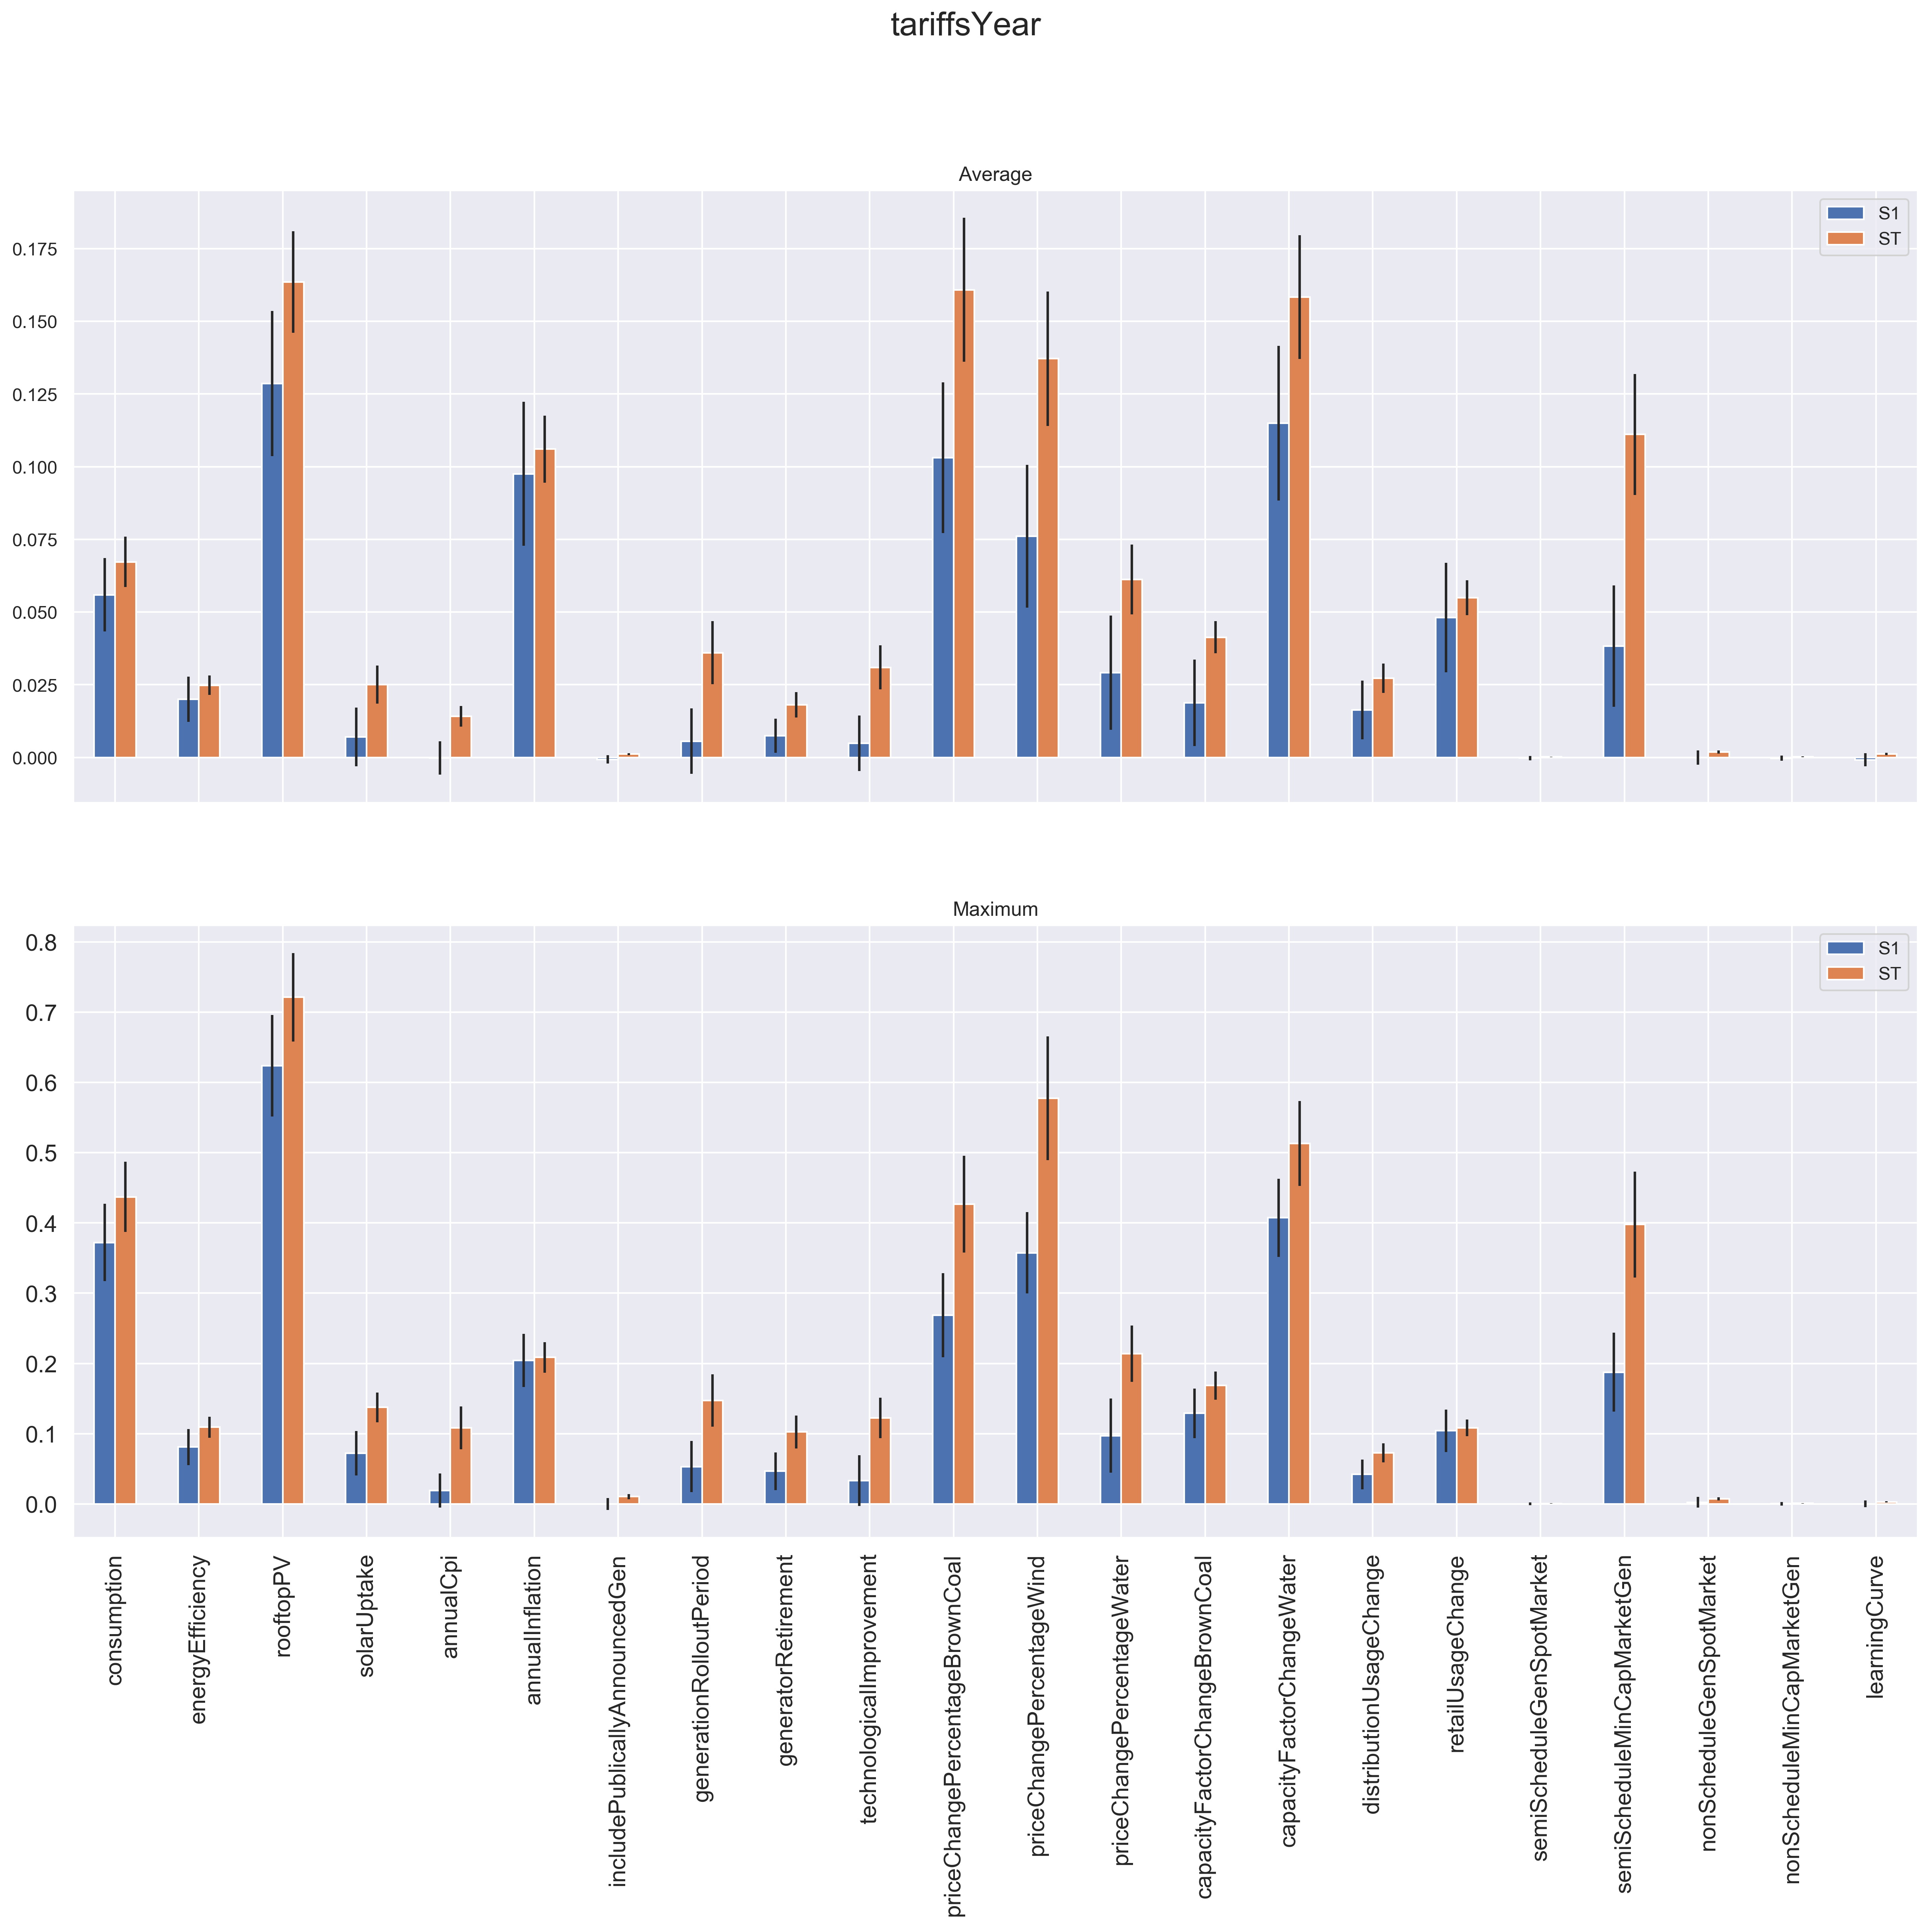 tariffsYear
Average
S1
ST
0.175
0.150
0.125
0.100
0.075
0.050
0.025
0.000
Maximum
S1
ST
0.8
0.7
0.6
0.5
0.4
0.3
0.2
0.1
0.0
consumption
energyEfficiency
rooftopPV
solarUptake
annualCpi
annualInflation
includePublicallyAnnouncedGen
generationRolloutPeriod
generatorRetirement
technologicalImprovement
priceChangePercentageBrownCoal
priceChangePercentageWind
priceChangePercentageWater
capacityFactorChangeBrownCoal
capacityFactorChangeWater
distributionUsageChange
retailUsageChange
semiScheduleGenSpotMarket
semiScheduleMinCapMarketGen
nonScheduleGenSpotMarket
nonScheduleMinCapMarketGen
learningCurve